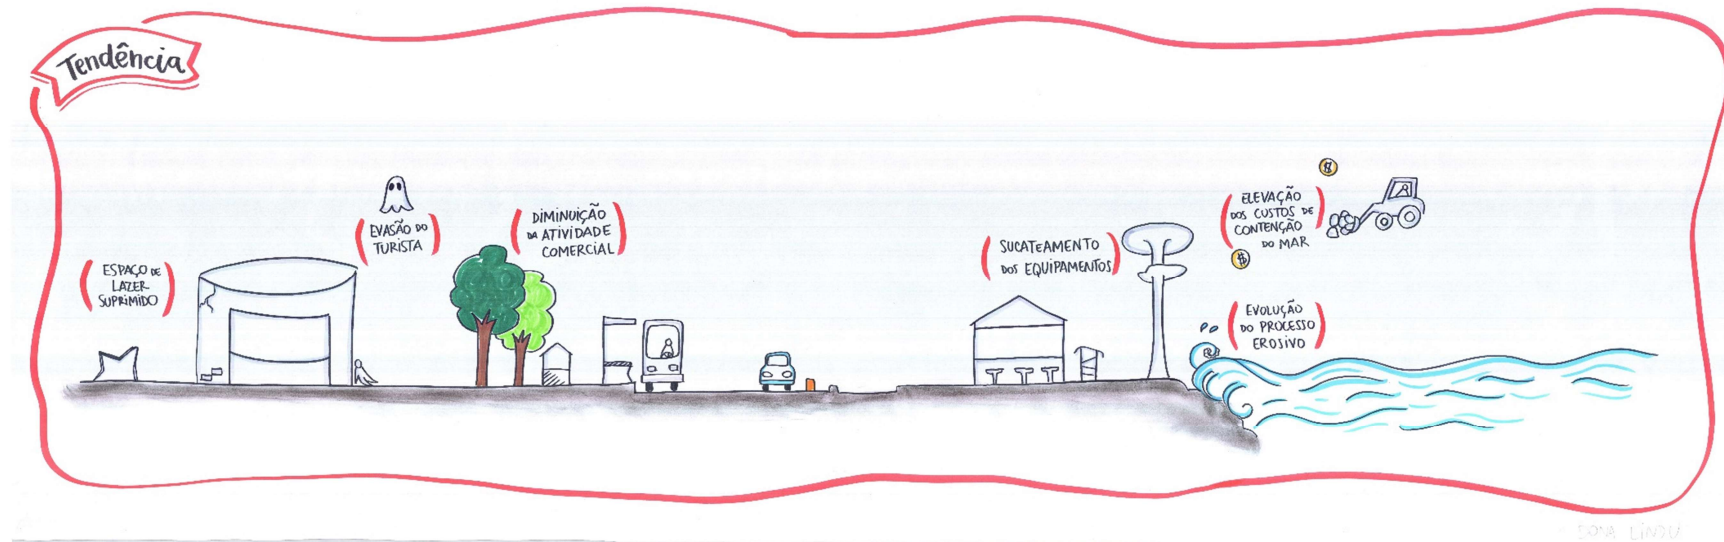 Tendência
ESPAÇO DE
LAZER
SUPRIMIDO
EVASÃO DO
TURISTA
DIMINUIÇÃO
DA ATIVIDADE
COMERCIAL
SUCATEAMENTO
DOS EQUIPAMENTOS
ELEVAÇÃO
DOS CUSTOS DE
CONTENÇÃO
DO MAR
$
$
EVOLUÇÃO
DO PROCESSO
EROSIVO